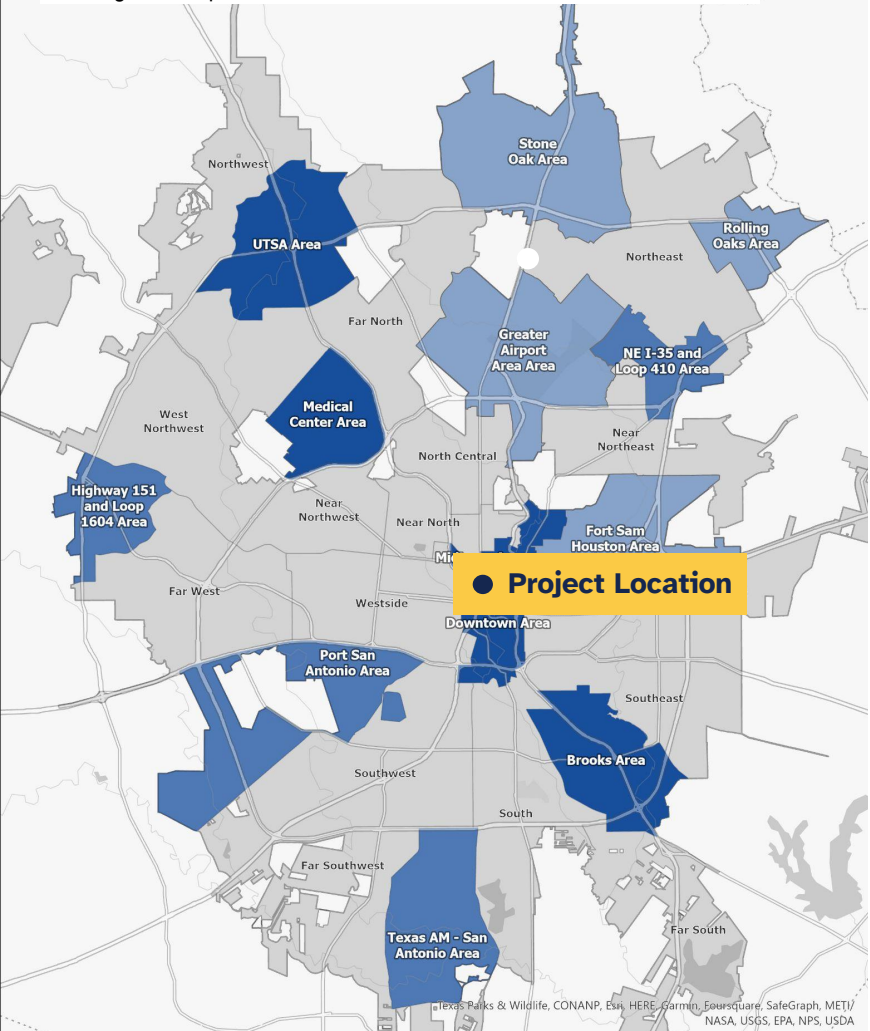 Stone
Oak Area
Northwest
Rolling
Oaks Area
UTSA Area
Northeast
Far North
Greater
Airport
Area Area
NE I-35 and
Loop 410 Area
Medical
Center Area
West
Northwest
Near
Northeast
North Central
Highway 151
and Loop
1604 Area
Near
Northwest
Near North
Fort Sam
Houston Area
Project Location
Far West
Westside
Downtown Area
Port San
Antonio Area
Southeast
Brooks Area
Southwest
South
Far Southwest
Texas AM - San
Antonio Area
Far South
Texas Parks & Wildlife, CONANP, Esri, HERE, Garmin, Foursquare, SafeGraph, METI/
NASA, USGS, EPA, NPS, USDA